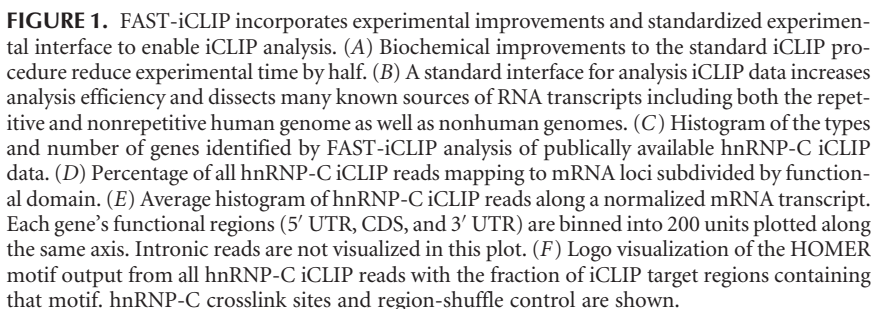 FIGURE 1. FAST-iCLIP incorporates experimental improvements and standardized experimen-
tal interface to enable iCLIP analysis. (A) Biochemical improvements to the standard iCLIP pro-
cedure reduce experimental time by half. (B) A standard interface for analysis iCLIP data increases
analysis efficiency and dissects many known sources of RNA transcripts including both the repet-
itive and nonrepetitive human genome as well as nonhuman genomes. (C) Histogram of the types
and number of genes identified by FAST-iCLIP analysis of publically available hnRNP-C iCLIP
data. (D) Percentage of all hnRNP-C iCLIP reads mapping to mRNA loci subdivided by function-
al domain. (E) Average histogram of hnRNP-C iCLIP reads along a normalized mRNA transcript.
Each gene's functional regions (5′ UTR, CDS, and 3′ UTR) are binned into 200 units plotted along
the same axis. Intronic reads are not visualized in this plot. (F) Logo visualization of the HOMER
motif output from all hnRNP-C iCLIP reads with the fraction of iCLIP target regions containing
that motif. hnRNP-C crosslink sites and region-shuffle control are shown.